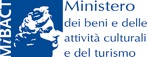 MiBACT
Ministero
dei beni e delle
attività culturali
e del turismo